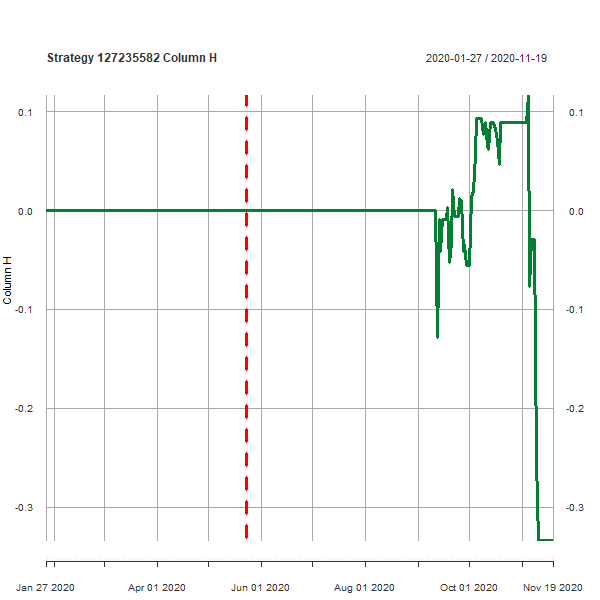 Strategy 127235582 Column H
2020-01-27 / 2020-11-19
0.1
0.1
0.0
0.0
Column H
-0.1
-0.1
-0.2
-0.2
-0.3
-0.3
Jan 27 2020
Apr 01 2020
Jun 01 2020
Aug 01 2020
Oct 01 2020
Nov 19 2020